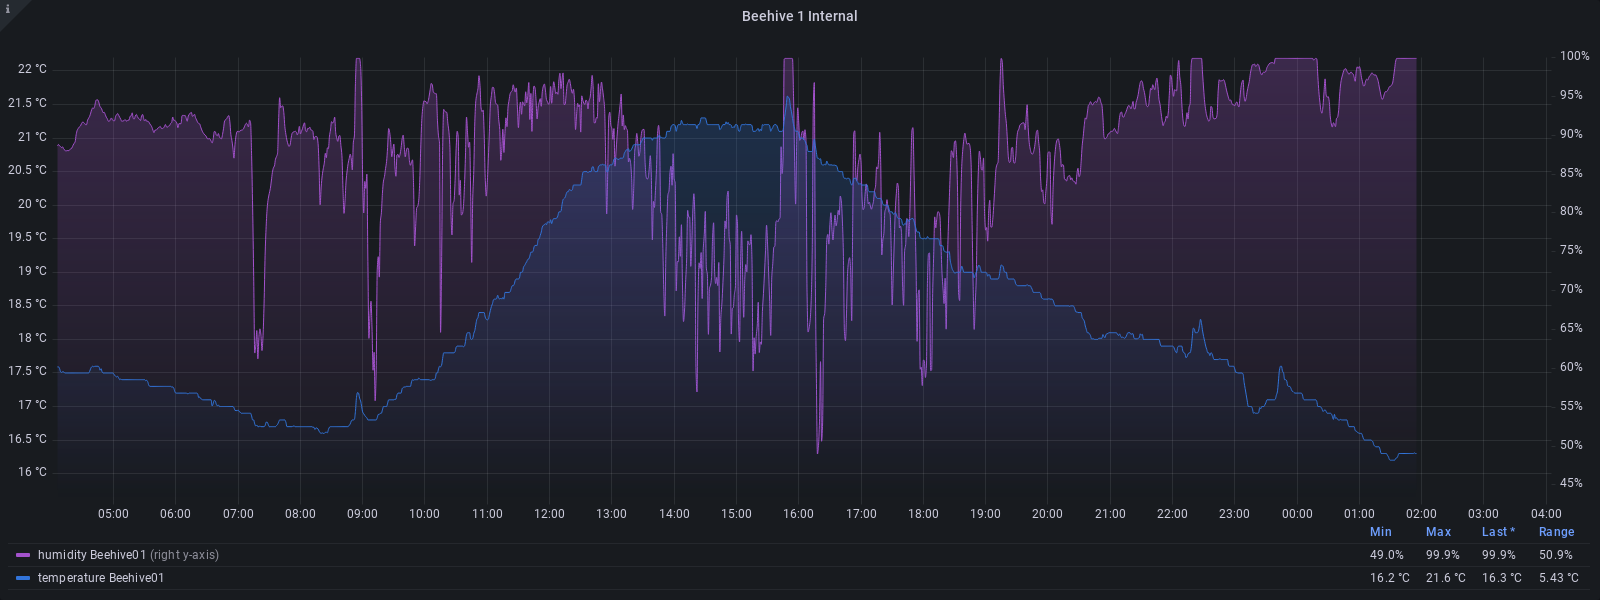 i
Beehive 1 Internal
22 °C
21.5 °C
21 °C
20.5 °C
20 °C
19.5 °C
19 °C
18.5 °C
18 °C
17.5 °C
17 °C
16.5 °C
16 °C
100%
95%
90%
85%
80%
75%
70%
65%
60%
55%
50%
45%
05:00 06:00 07:00 08:00 09:00 10:00 11:00 12:00 13:00 14:00 15:00 16:00 17:00 18:00 19:00 20:00 21:00 22:00 23:00 00:00 01:00 02:00 03:00 04:00
Min Max Last * Range
humidity Beehive01 (right y-axis) 49.0% 99.9% 99.9% 50.9%
temperature Beehive01 16.2 °C 21.6 °C 16.3 °C 5.43 °C